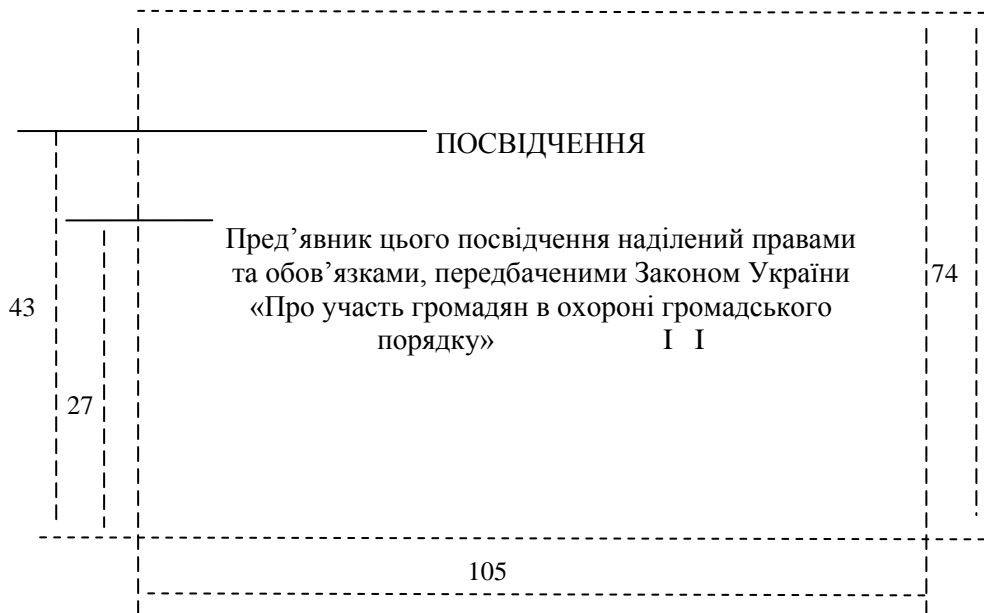 ПОСВІДЧЕННЯ
Пред’явник цього посвідчення наділений правами
та обов’язками, передбаченими Законом України
74
43
«Про участь громадян в охороні громадського
порядку» І І
27
105